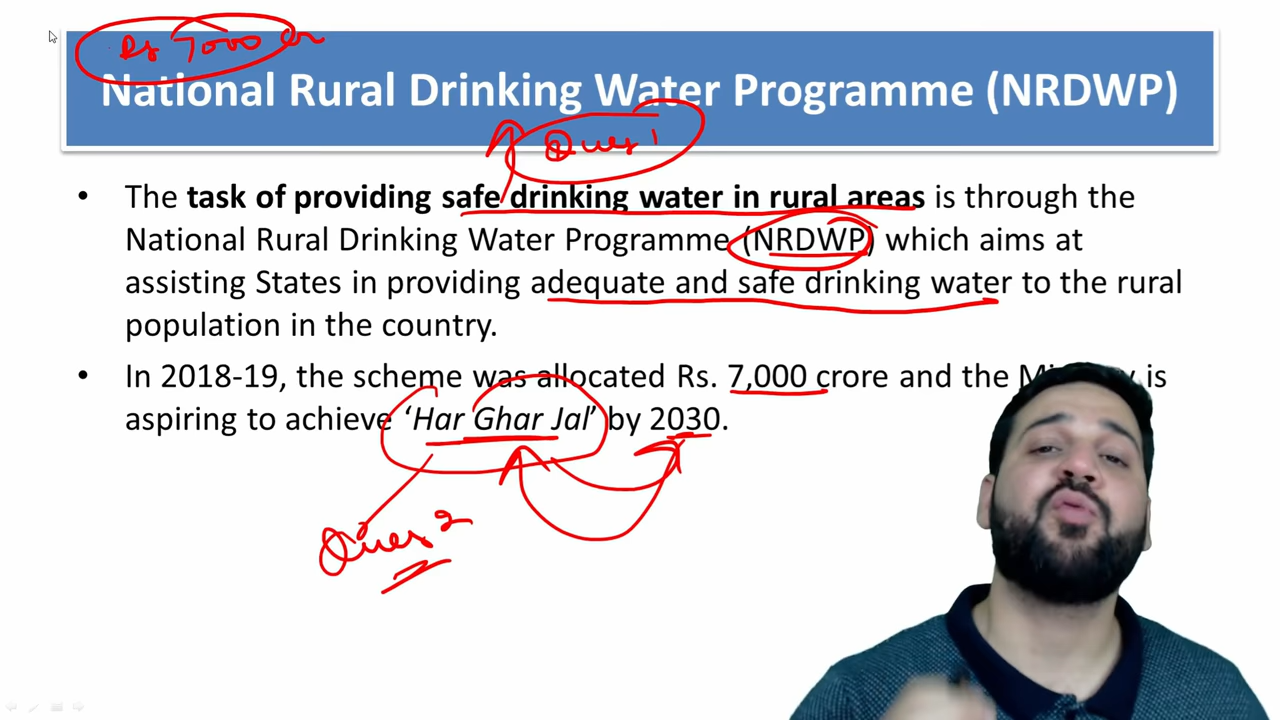 Rs 7000 cr
National Rural Drinking Water Programme (NRDWP)
Ques 1
• The task of providing safe drinking water in rural areas is through the
National Rural Drinking Water Programme (NRDWP) which aims at
assisting States in providing adequate and safe drinking water to the rural
population in the country.
• In 2018-19, the scheme was allocated Rs. 7,000 crore and the is
aspiring to achieve ‘Har Ghar Jal’ by 2030.
Ques 2